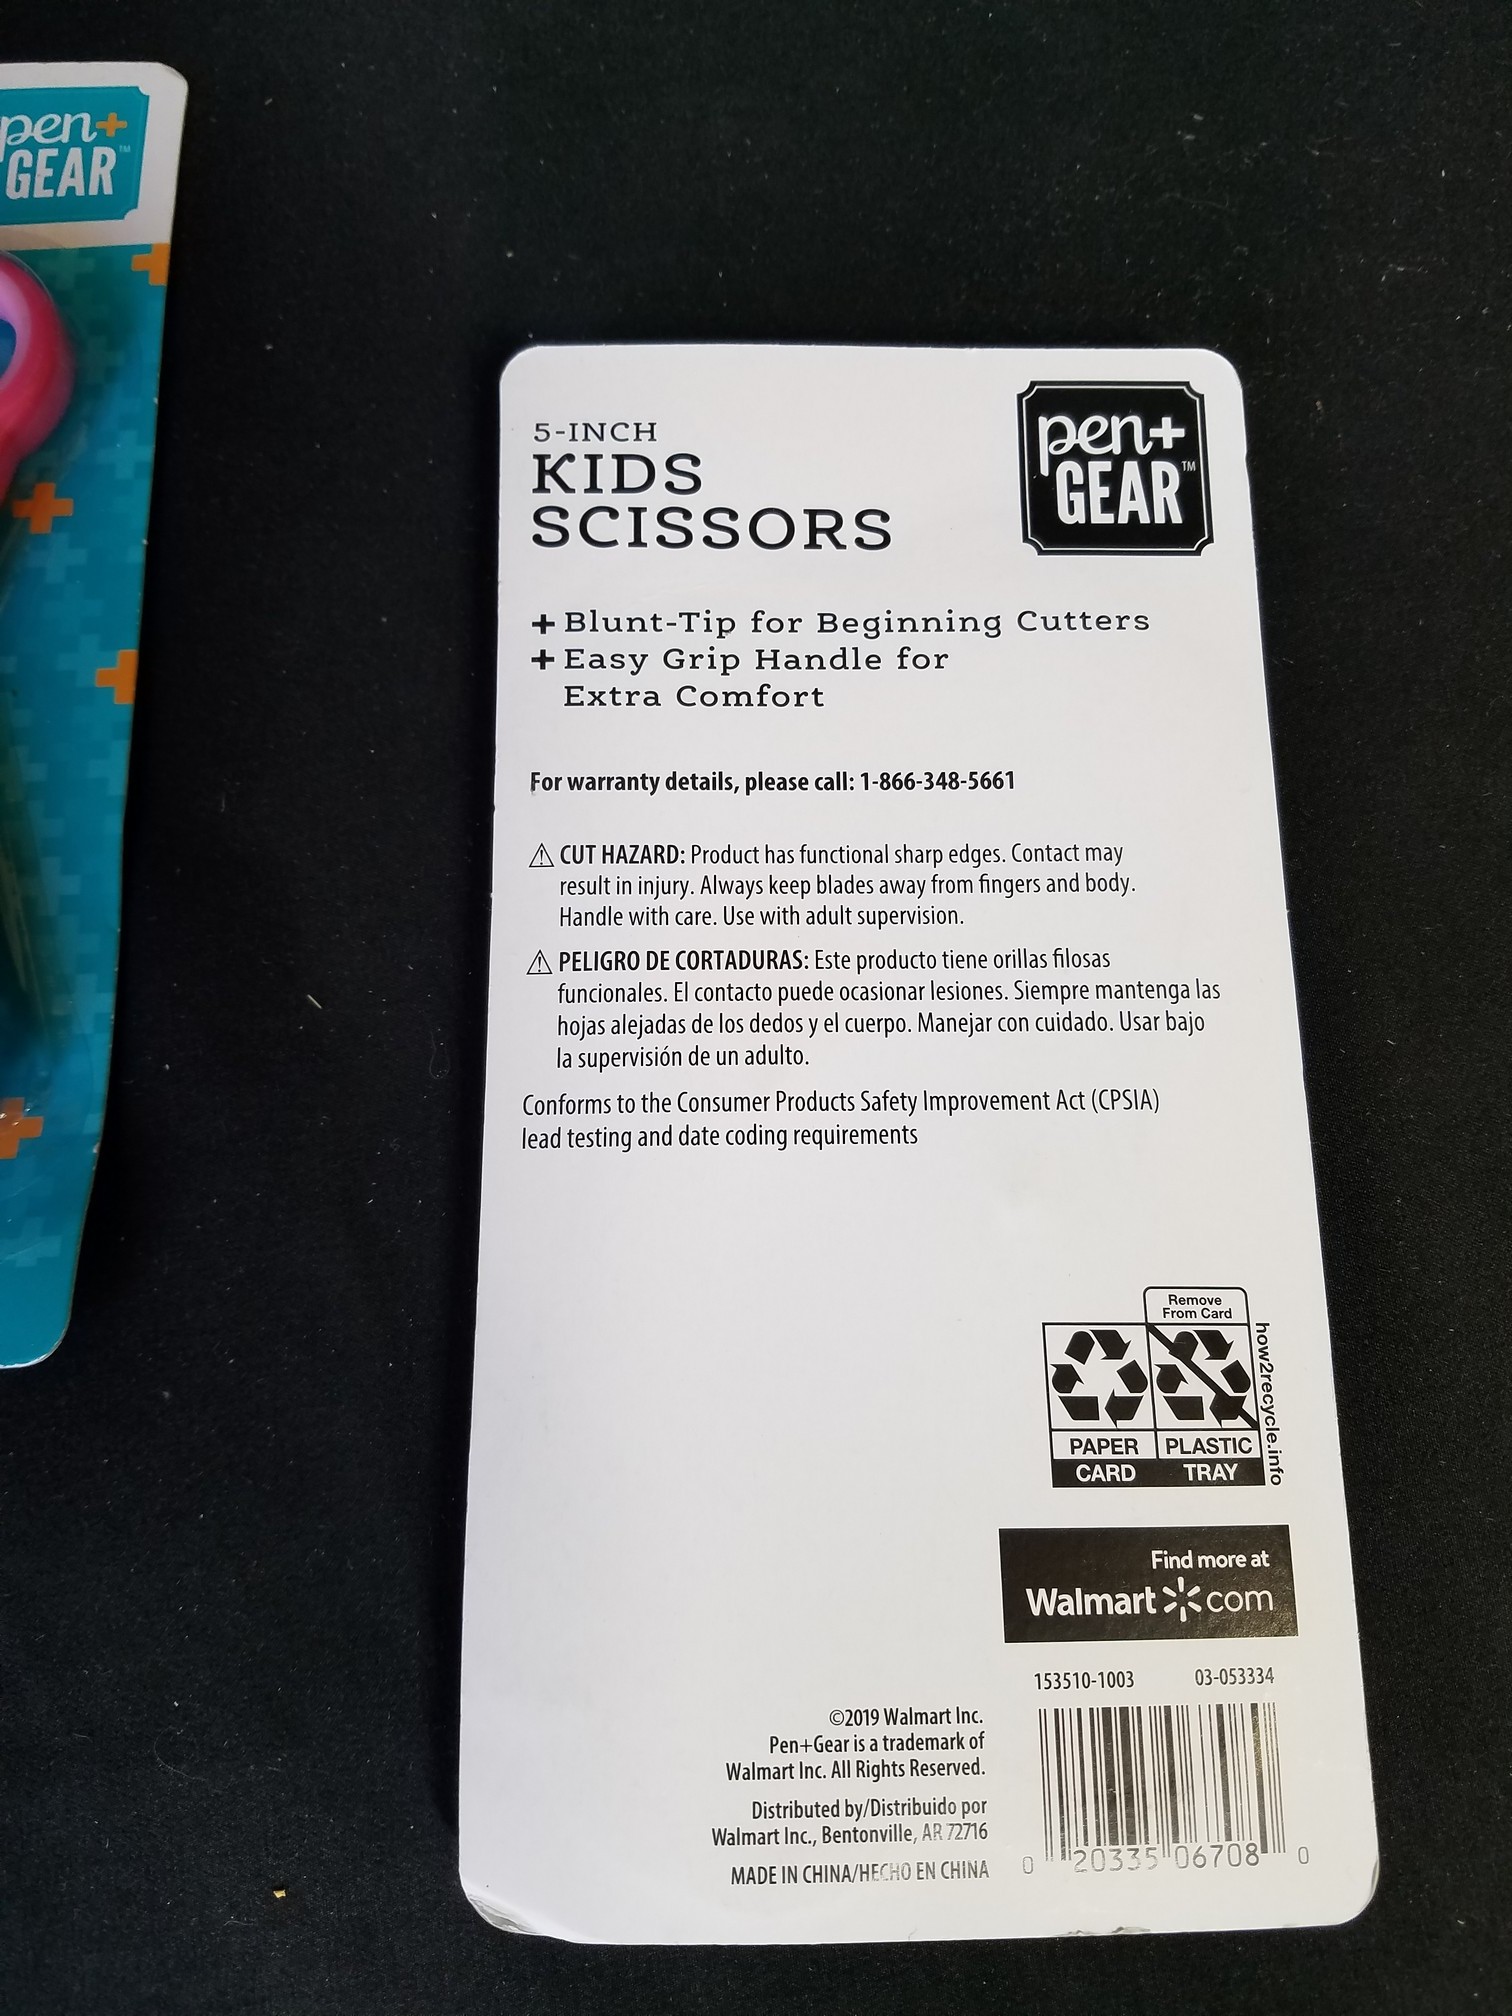 pen+
GEAR™
5-INCH
KIDS
SCISSORS
pen+
GEAR™
+ Blunt-Tip for Beginning Cutters
+ Easy Grip Handle for
Extra Comfort
For warranty details, please call: 1-866-348-5661
⚠ CUT HAZARD: Product has functional sharp edges. Contact may
result in injury. Always keep blades away from fingers and body.
Handle with care. Use with adult supervision.
⚠ PELIGRO DE CORTADURAS: Este producto tiene orillas filosas
funcionales. El contacto puede ocasionar lesiones. Siempre mantenga las
hojas alejadas de los dedos y el cuerpo. Manejar con cuidado. Usar bajo
la supervisión de un adulto.
Conforms to the Consumer Products Safety Improvement Act (CPSIA)
lead testing and date coding requirements
Remove
From Card
PAPER PLASTIC
CARD TRAY
how2recycle.info
Find more at
Walmart com
153510-1003 03-053334
©2019 Walmart Inc.
Pen+Gear is a trademark of
Walmart Inc. All Rights Reserved.
Distributed by/Distribuido por
Walmart Inc., Bentonville, AR 72716
MADE IN CHINA/HECHO EN CHINA
0 20335 06708 0